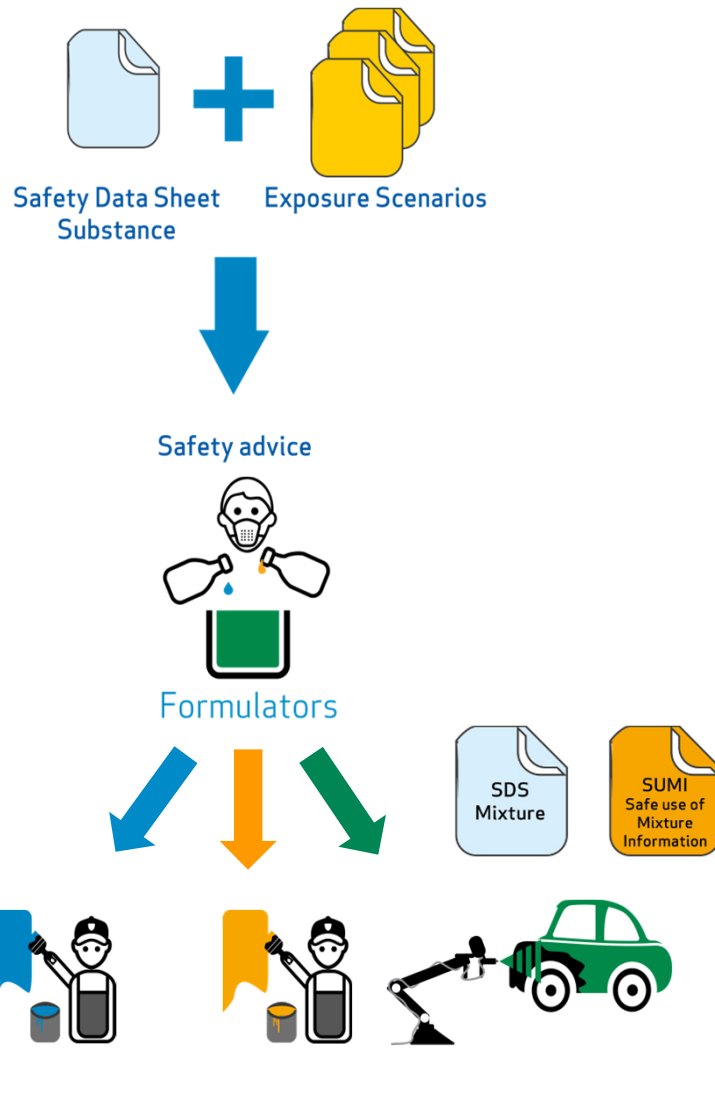 Safety Data Sheet
Substance
Exposure Scenarios
Safety advice
Formulators
SDS
Mixture
SUMI
Safe use of
Mixture
Information